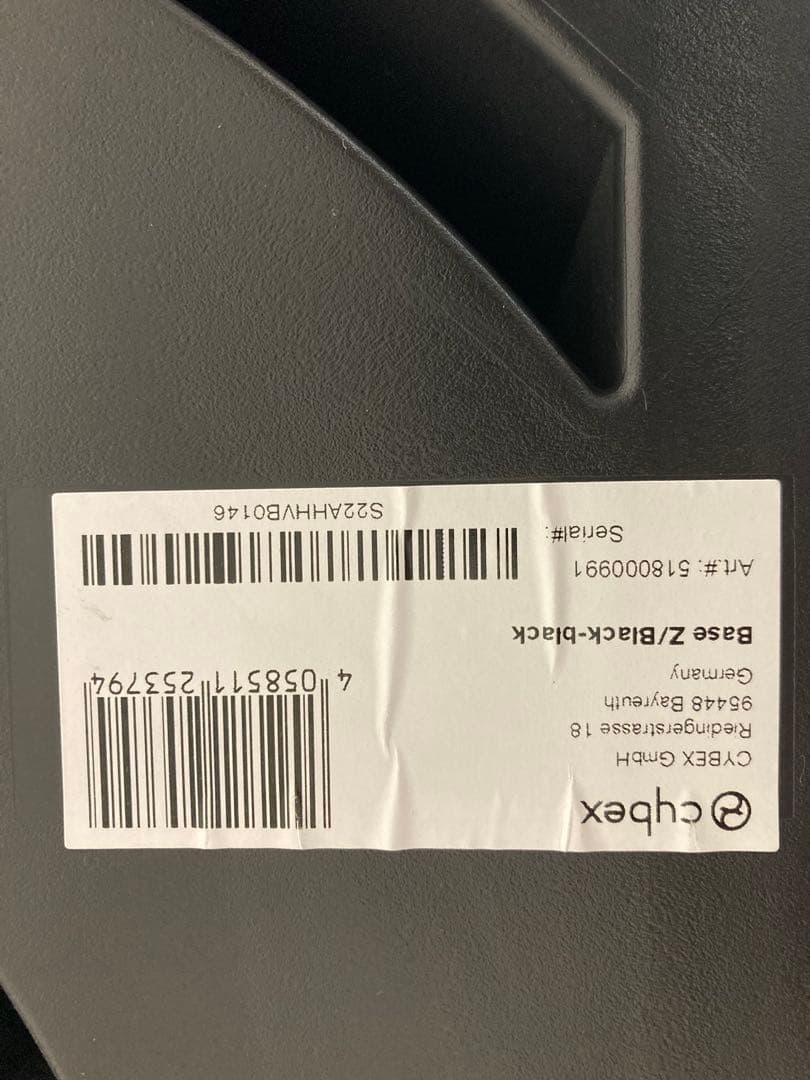 cybex
CYBEX GmbH
Riedingerstrasse 18
95448 Bayreuth
Germany
4 058511 253794
Base Z/Black-black
Art.#: 518000991
Serial#:
S22AHHVB0146